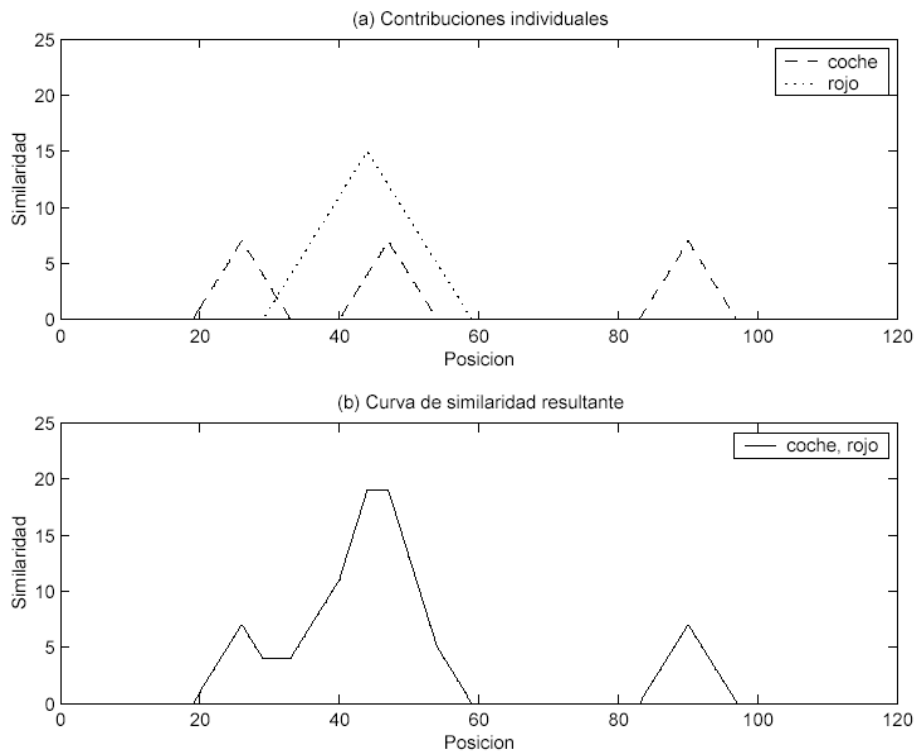 (a) Contribuciones individuales
25
20
15
10
5
0
Similaridad
coche
rojo
0 20 40 60 80 100 120
Posicion
(b) Curva de similaridad resultante
25
20
15
10
5
0
Similaridad
coche, rojo
0 20 40 60 80 100 120
Posicion